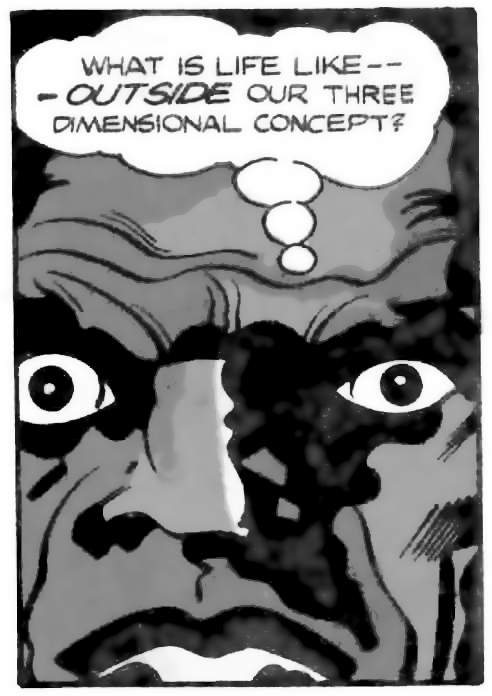 WHAT IS LIFE LIKE--
-OUTSIDE OUR THREE
DIMENSIONAL CONCEPT?